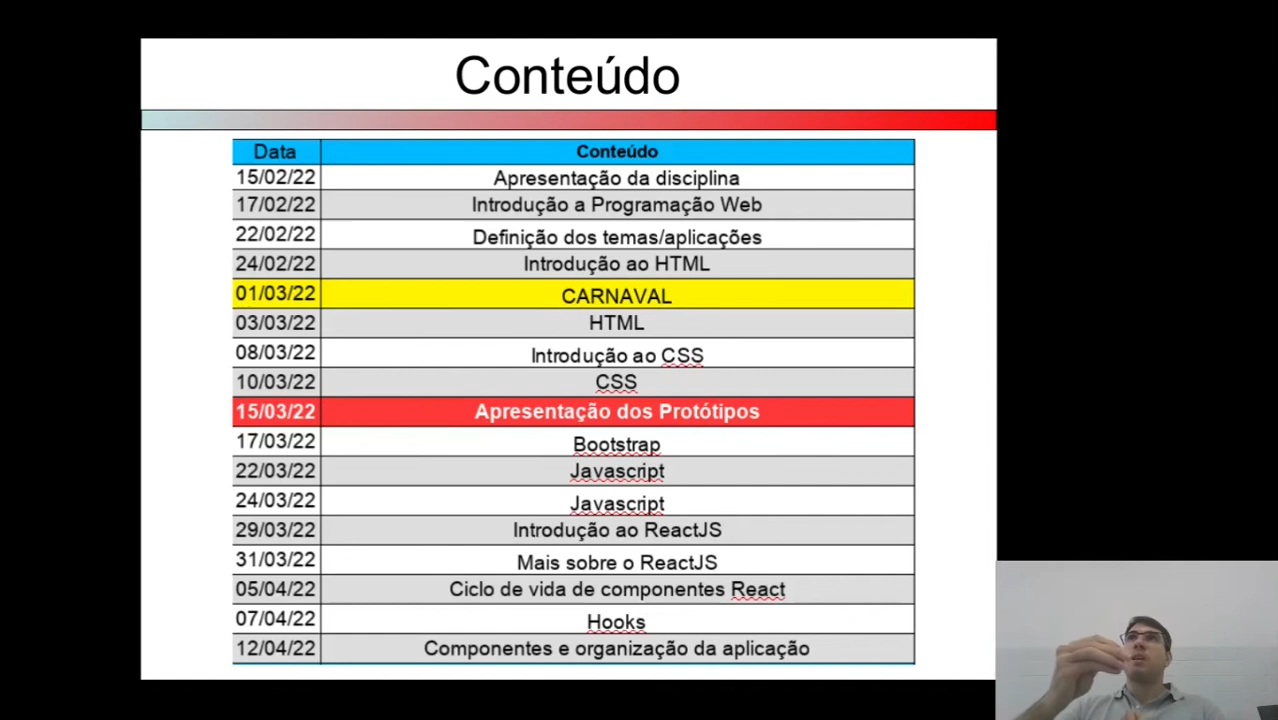 Conteúdo
Data Conteúdo
15/02/22 Apresentação da disciplina
17/02/22 Introdução a Programação Web
22/02/22 Definição dos temas/aplicações
24/02/22 Introdução ao HTML
01/03/22 CARNAVAL
03/03/22 HTML
08/03/22 Introdução ao CSS
10/03/22 CSS
15/03/22 Apresentação dos Protótipos
17/03/22 Bootstrap
22/03/22 Javascript
24/03/22 Javascript
29/03/22 Introdução ao ReactJS
31/03/22 Mais sobre o ReactJS
05/04/22 Ciclo de vida de componentes React
07/04/22 Hooks
12/04/22 Componentes e organização da aplicação